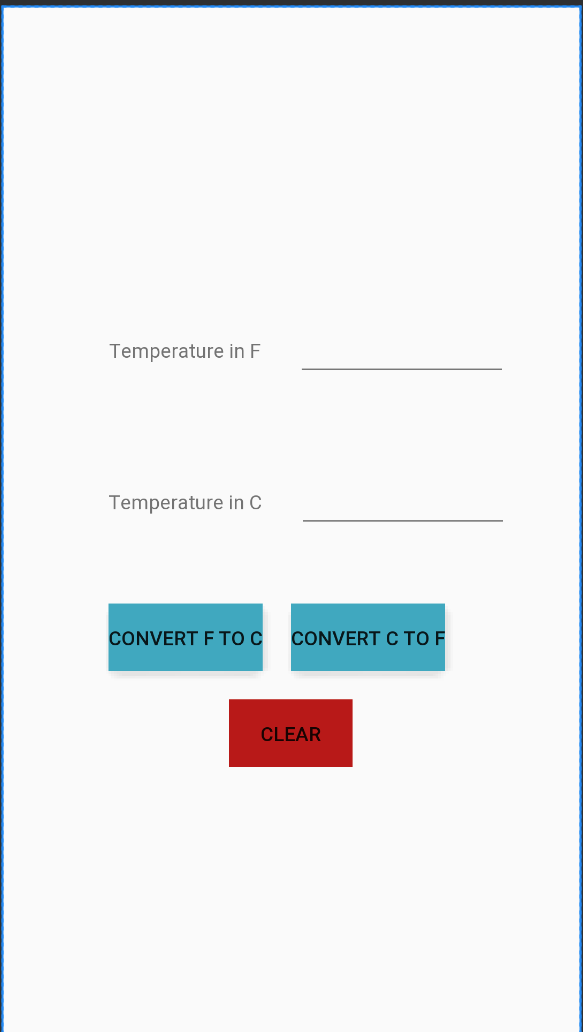 Temperature in F
Temperature in C
CONVERT F TO C
CONVERT C TO F
CLEAR